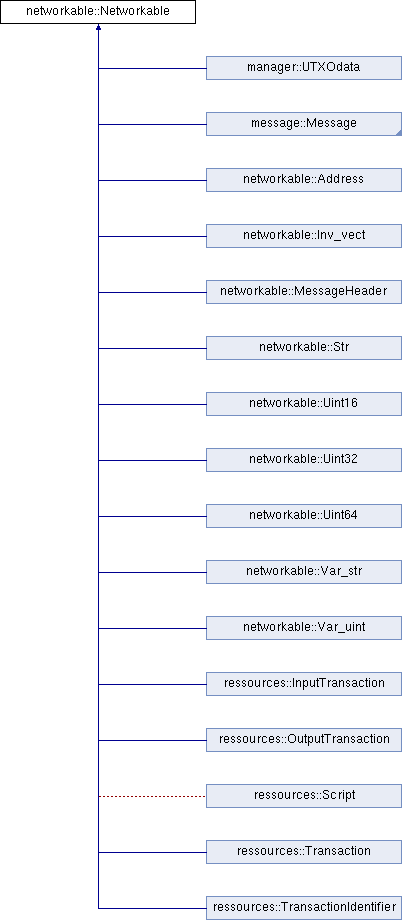 networkable::Networkable
manager::UTXOdata
message::Message
networkable::Address
networkable::Inv_vect
networkable::MessageHeader
networkable::Str
networkable::Uint16
networkable::Uint32
networkable::Uint64
networkable::Var_str
networkable::Var_uint
ressources::InputTransaction
ressources::OutputTransaction
ressources::Script
ressources::Transaction
ressources::TransactionIdentifier